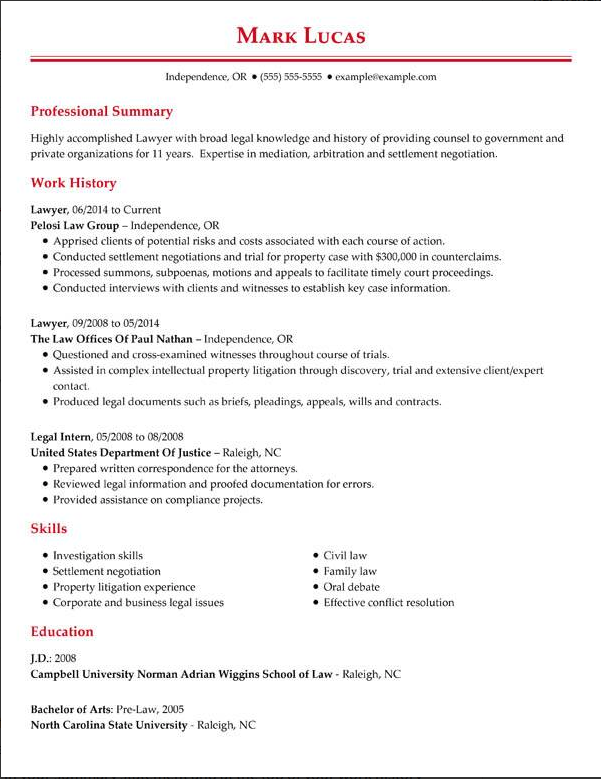 MARK LUCAS
Independence, OR ● (555) 555-5555 ● example@example.com
Professional Summary
Highly accomplished Lawyer with broad legal knowledge and history of providing counsel to government and
private organizations for 11 years. Expertise in mediation, arbitration and settlement negotiation.
Work History
Lawyer, 06/2014 to Current
Pelosi Law Group – Independence, OR
● Apprised clients of potential risks and costs associated with each course of action.
● Conducted settlement negotiations and trial for property case with $300,000 in counterclaims.
● Processed summons, subpoenas, motions and appeals to facilitate timely court proceedings.
● Conducted interviews with clients and witnesses to establish key case information.
Lawyer, 09/2008 to 05/2014
The Law Offices Of Paul Nathan – Independence, OR
● Questioned and cross-examined witnesses throughout course of trials.
● Assisted in complex intellectual property litigation through discovery, trial and extensive client/expert
contact.
● Produced legal documents such as briefs, pleadings, appeals, wills and contracts.
Legal Intern, 05/2008 to 08/2008
United States Department Of Justice – Raleigh, NC
● Prepared written correspondence for the attorneys.
● Reviewed legal information and proofed documentation for errors.
● Provided assistance on compliance projects.
Skills
● Investigation skills
● Settlement negotiation
● Property litigation experience
● Corporate and business legal issues
● Civil law
● Family law
● Oral debate
● Effective conflict resolution
Education
J.D.: 2008
Campbell University Norman Adrian Wiggins School of Law - Raleigh, NC
Bachelor of Arts: Pre-Law, 2005
North Carolina State University - Raleigh, NC